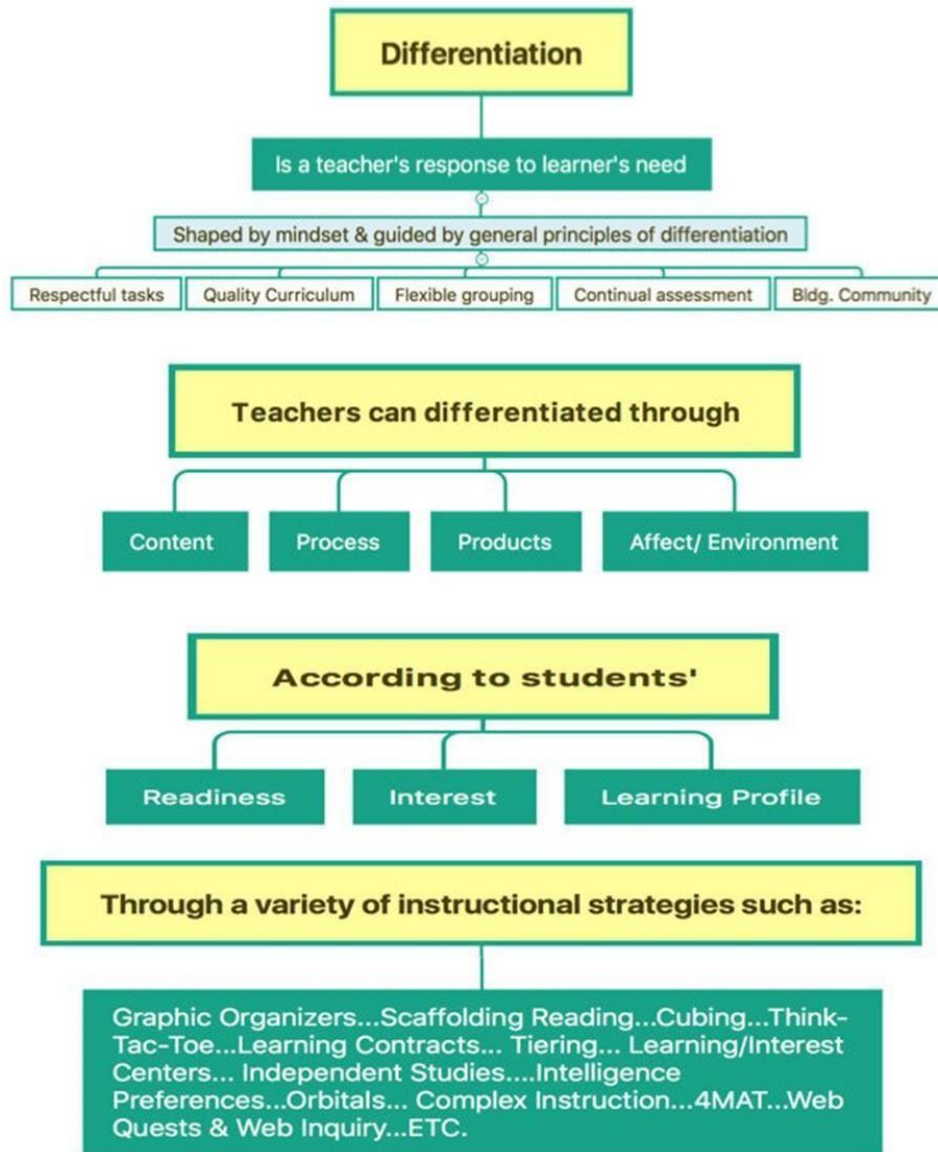 Differentiation
Is a teacher's response to learner's need
Shaped by mindset & guided by general principles of differentiation
Respectful tasks
Quality Curriculum
Flexible grouping
Continual assessment
Bldg. Community
Teachers can differentiated through
Content
Process
Products
Affect/ Environment
According to students'
Readiness
Interest
Learning Profile
Through a variety of instructional strategies such as:
Graphic Organizers...Scaffolding Reading...Cubing...Think-
Tac-Toe...Learning Contracts... Tiering... Learning/Interest
Centers... Independent Studies....Intelligence
Preferences...Orbitals... Complex Instruction...4MAT...Web
Quests & Web Inquiry...ETC.